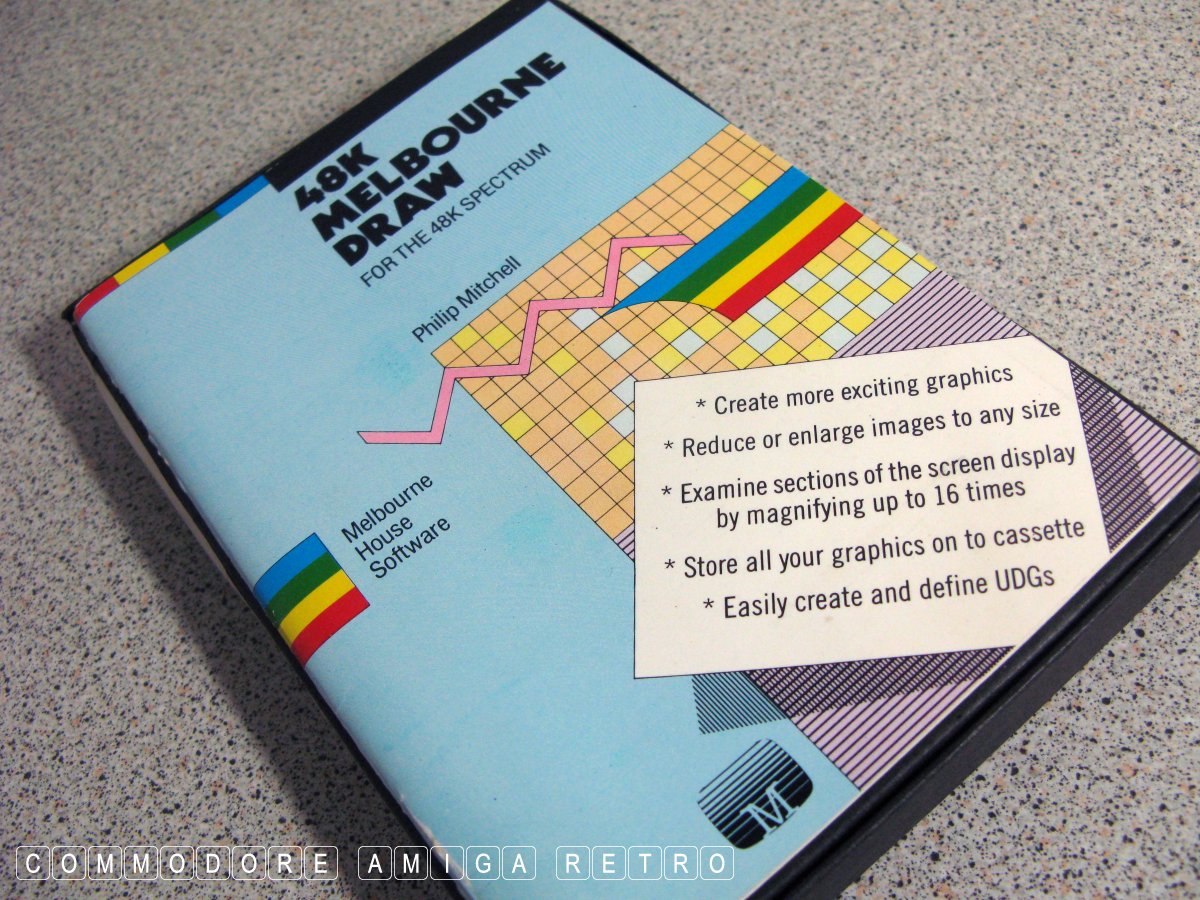 48K
MELBOURNE
DRAW
FOR THE 48K SPECTRUM
Philip Mitchell
* Create more exciting graphics
* Reduce or enlarge images to any size
* Examine sections of the screen display
by magnifying up to 16 times
* Store all your graphics on to cassette
* Easily create and define UDGs
Melbourne
House
Software
M
COMMODORE AMIGA RETRO